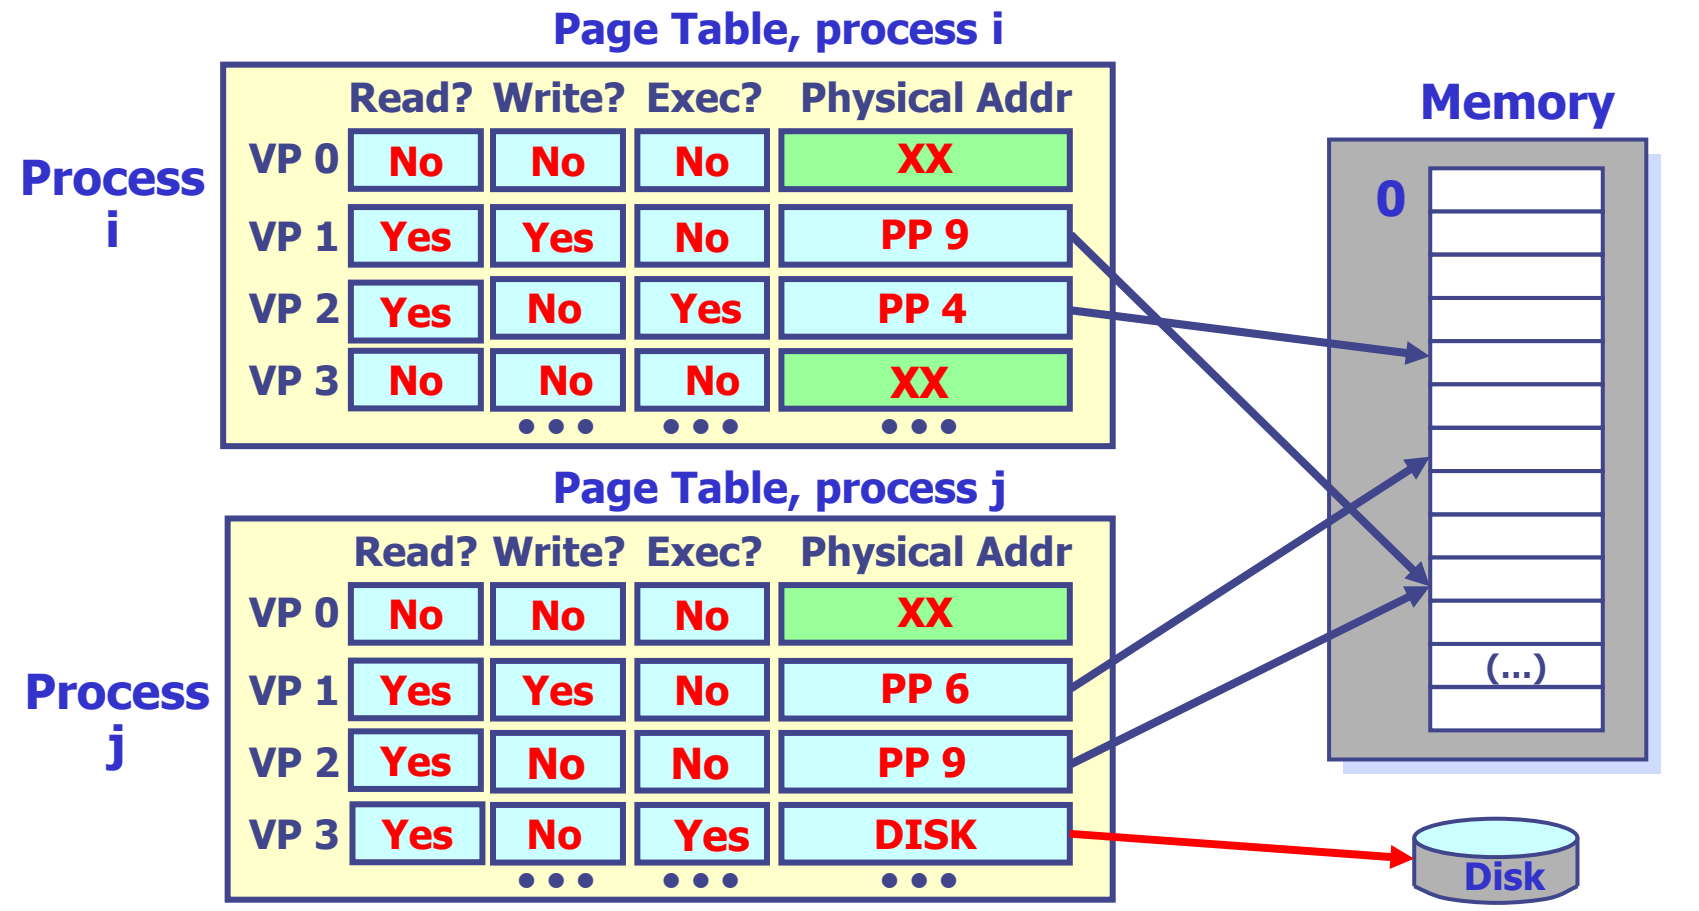 Page Table, process i
Read? Write? Exec? Physical Addr
VP 0 No No No XX
VP 1 Yes Yes No PP 9
VP 2 Yes No Yes PP 4
VP 3 No No No XX
• • • • • • • • •
Process
i
Page Table, process j
Read? Write? Exec? Physical Addr
VP 0 No No No XX
VP 1 Yes Yes No PP 6
VP 2 Yes No No PP 9
VP 3 Yes No Yes DISK
• • • • • • • • •
Process
j
Memory
0
(...)
Disk